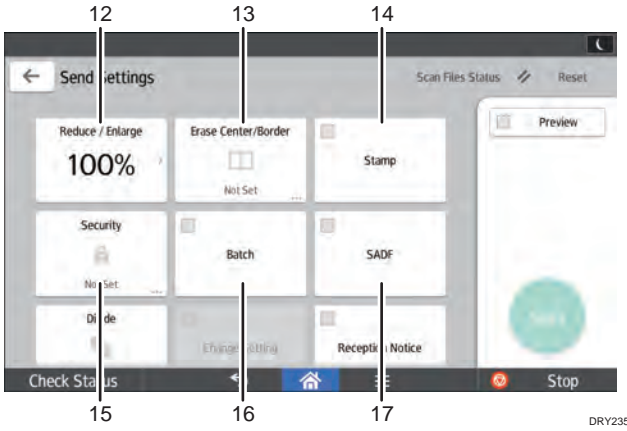 12 13 14
Send Settings
Scan Files Status
Reset
Reduce / Enlarge
Erase Center/Border
Preview
100%
Stamp
Not Set
Security
Batch
SADF
Not Set
Divide
Reception Notice
Check Status
Stop
15 16 17
DRY235